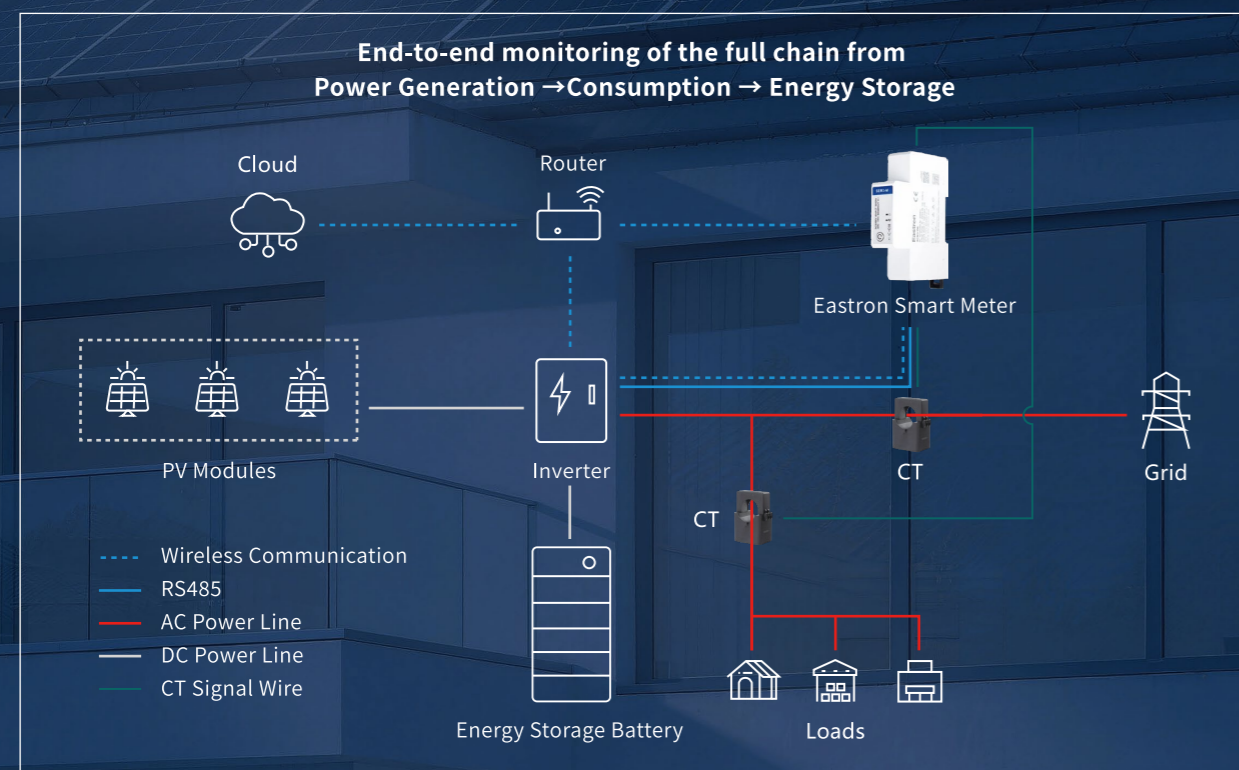 End-to-end monitoring of the full chain from
Power Generation →Consumption → Energy Storage
Cloud
Router
Eastron Smart Meter
PV Modules
Inverter
CT
Grid
CT
Wireless Communication
RS485
AC Power Line
DC Power Line
CT Signal Wire
Energy Storage Battery
Loads